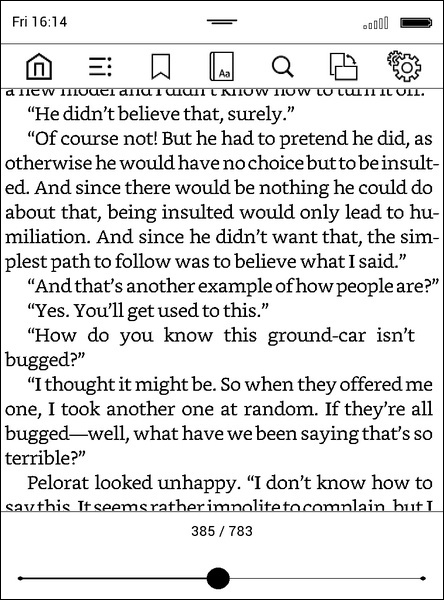 Fri 16:14
Aa
a new model and I didn't know how to turn it off."
“He didn’t believe that, surely.”
“Of course not! But he had to pretend he did, as
otherwise he would have no choice but to be insult-
ed. And since there would be nothing he could do
about that, being insulted would only lead to hu-
miliation. And since he didn’t want that, the sim-
plest path to follow was to believe what I said.”
“And that’s another example of how people are?”
“Yes. You’ll get used to this.”
“How do you know this ground-car isn’t
bugged?”
“I thought it might be. So when they offered me
one, I took another one at random. If they’re all
bugged—well, what have we been saying that’s so
terrible?”
Pelorat looked unhappy. “I don’t know how to
say this. It seems rather impolite to complain, but I
385 / 783